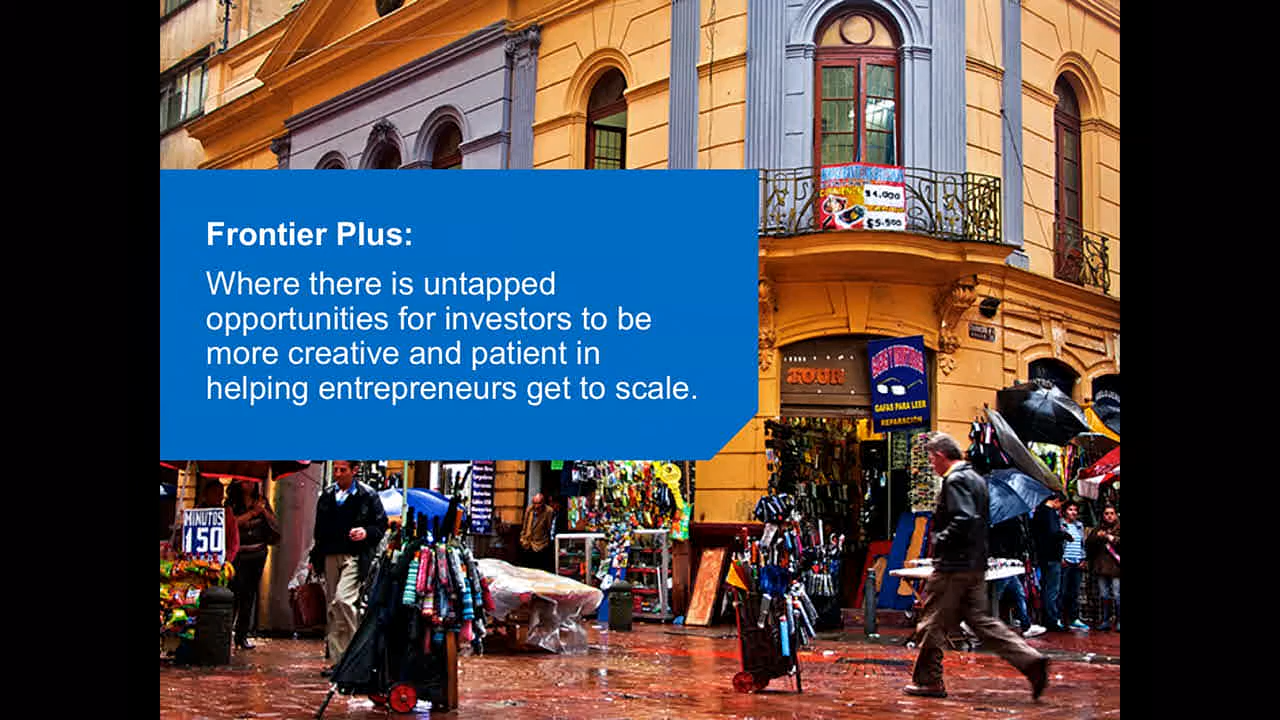 Frontier Plus:
Where there is untapped
opportunities for investors to be
more creative and patient in
helping entrepreneurs get to scale.
$4.000
$5.500
TOUR
GAFAS PARA LEER
REPARACIÓN
MINUTOS
150